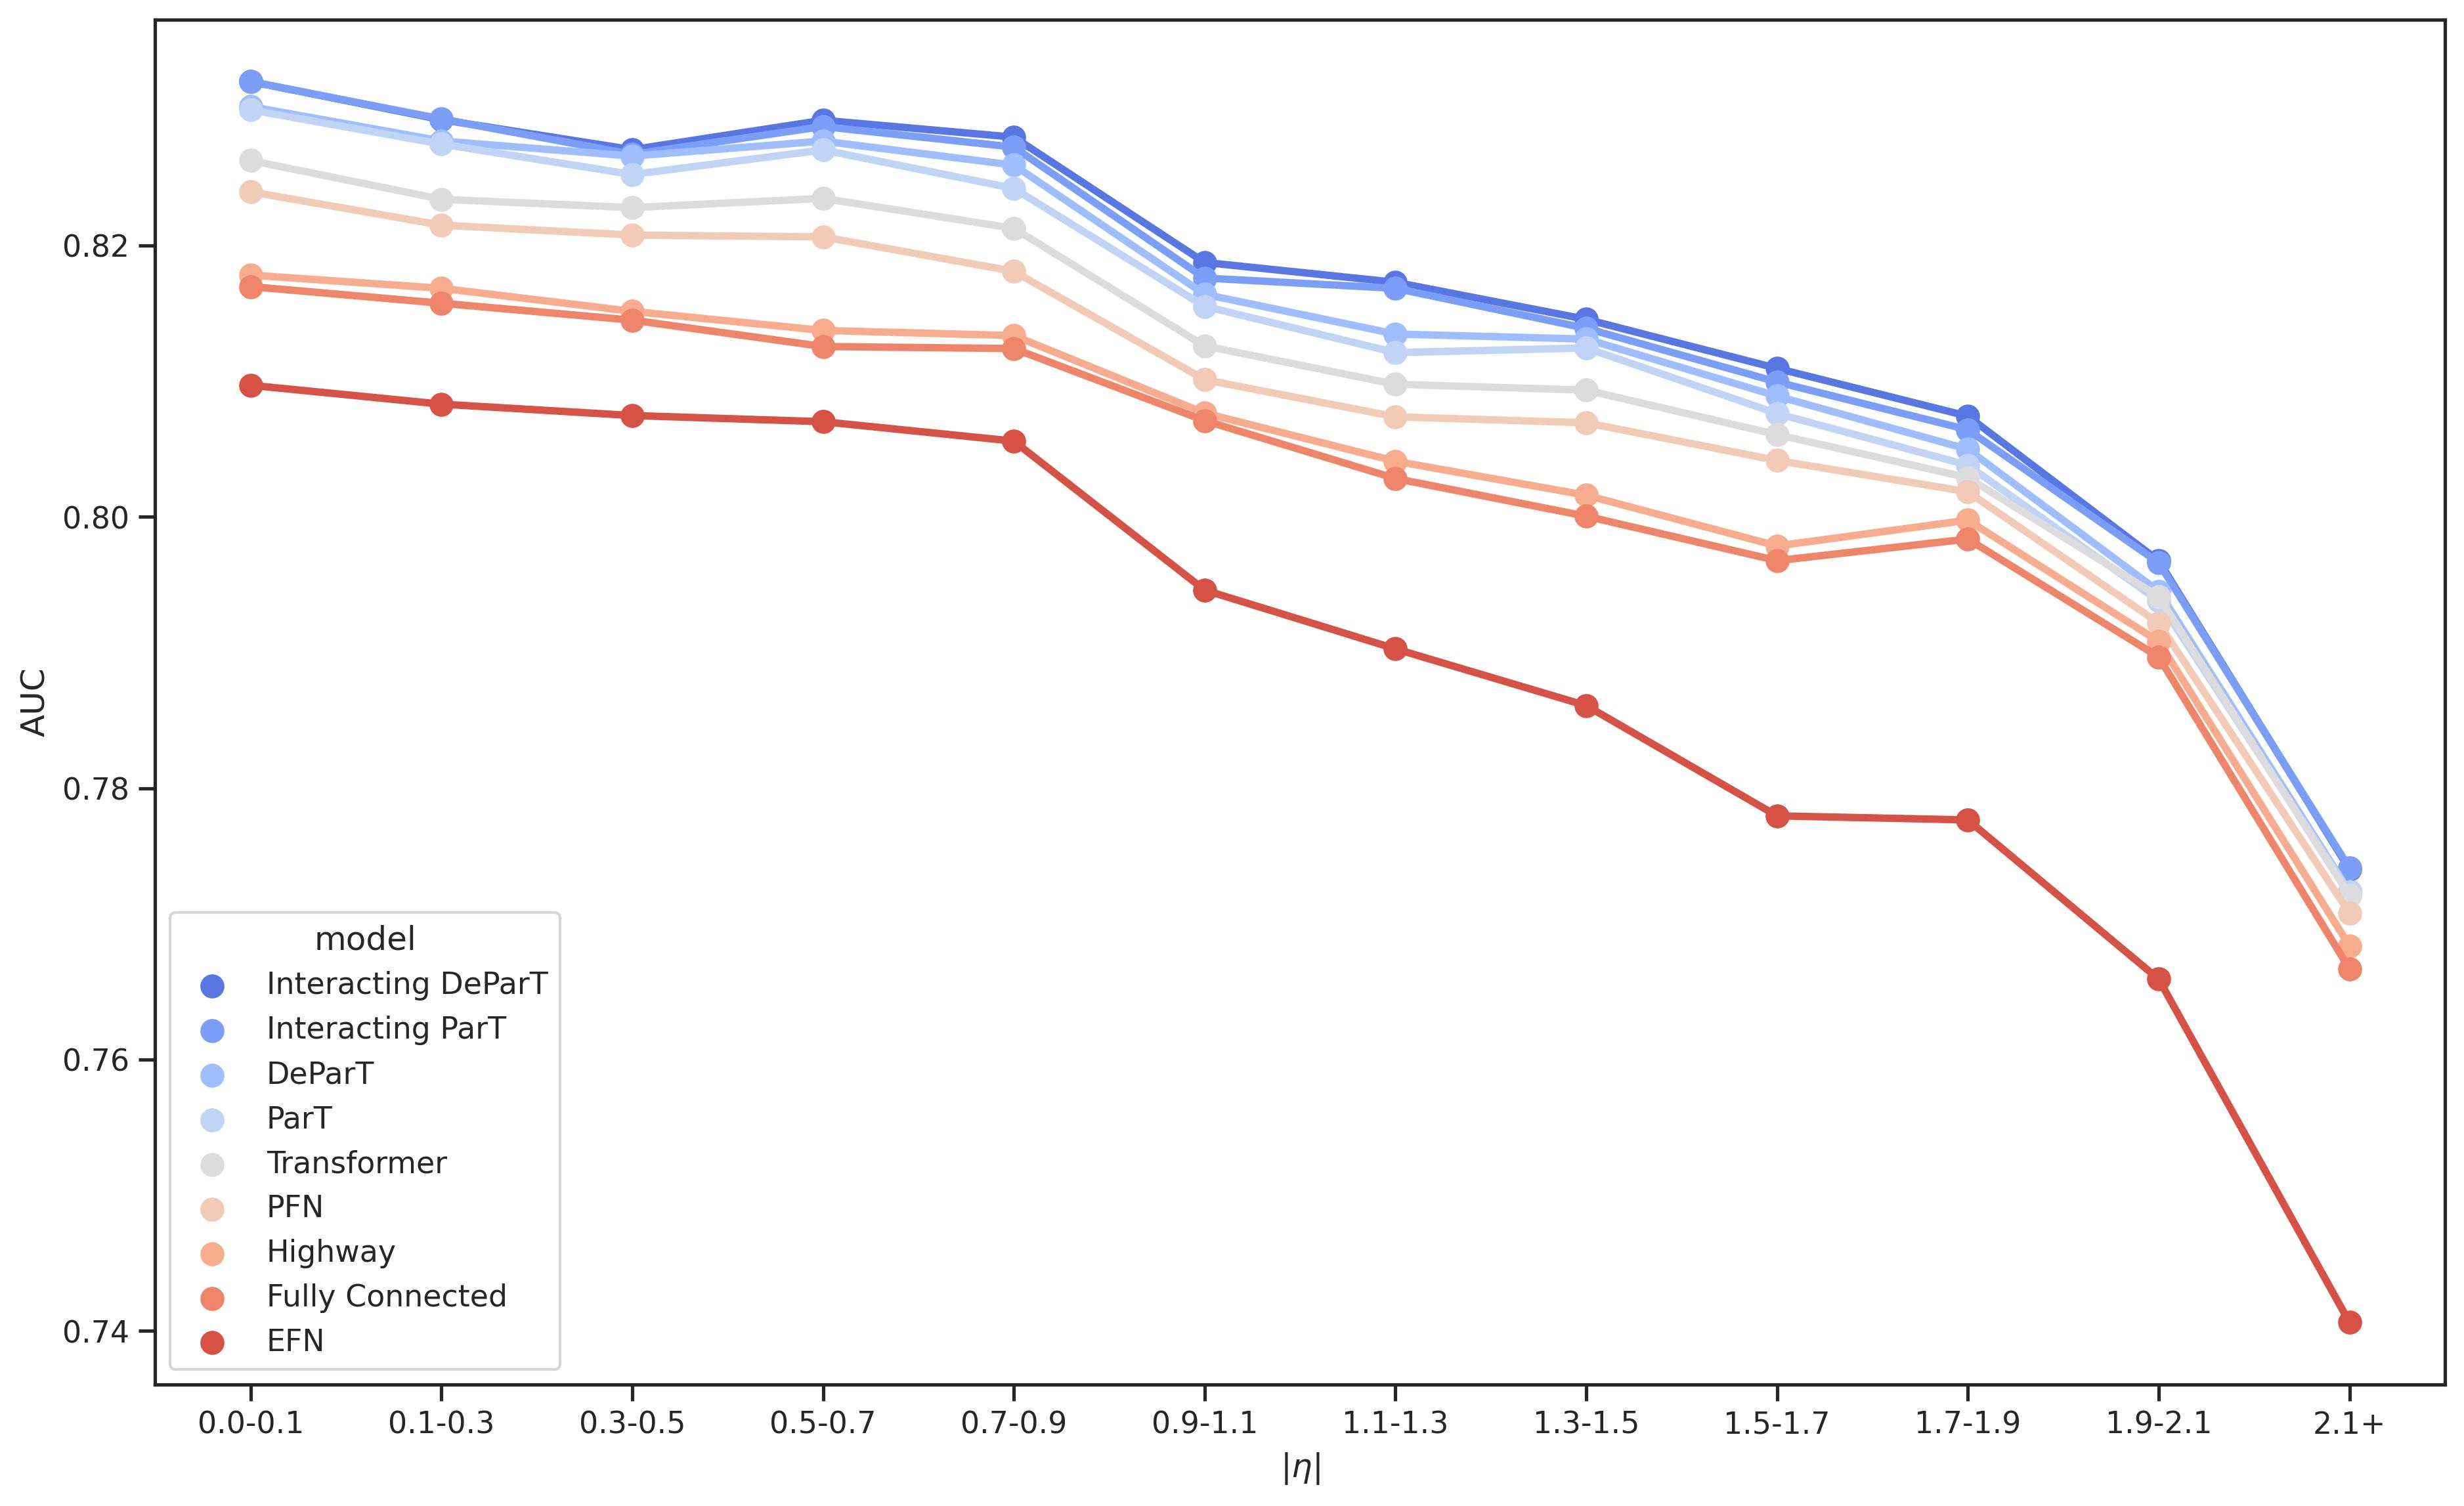 0.82
0.80
0.78
0.76
0.74
AUC
model
Interacting DeParT
Interacting ParT
DeParT
ParT
Transformer
PFN
Highway
Fully Connected
EFN
0.0-0.1 0.1-0.3 0.3-0.5 0.5-0.7 0.7-0.9 0.9-1.1 1.1-1.3 1.3-1.5 1.5-1.7 1.7-1.9 1.9-2.1 2.1+
|η|